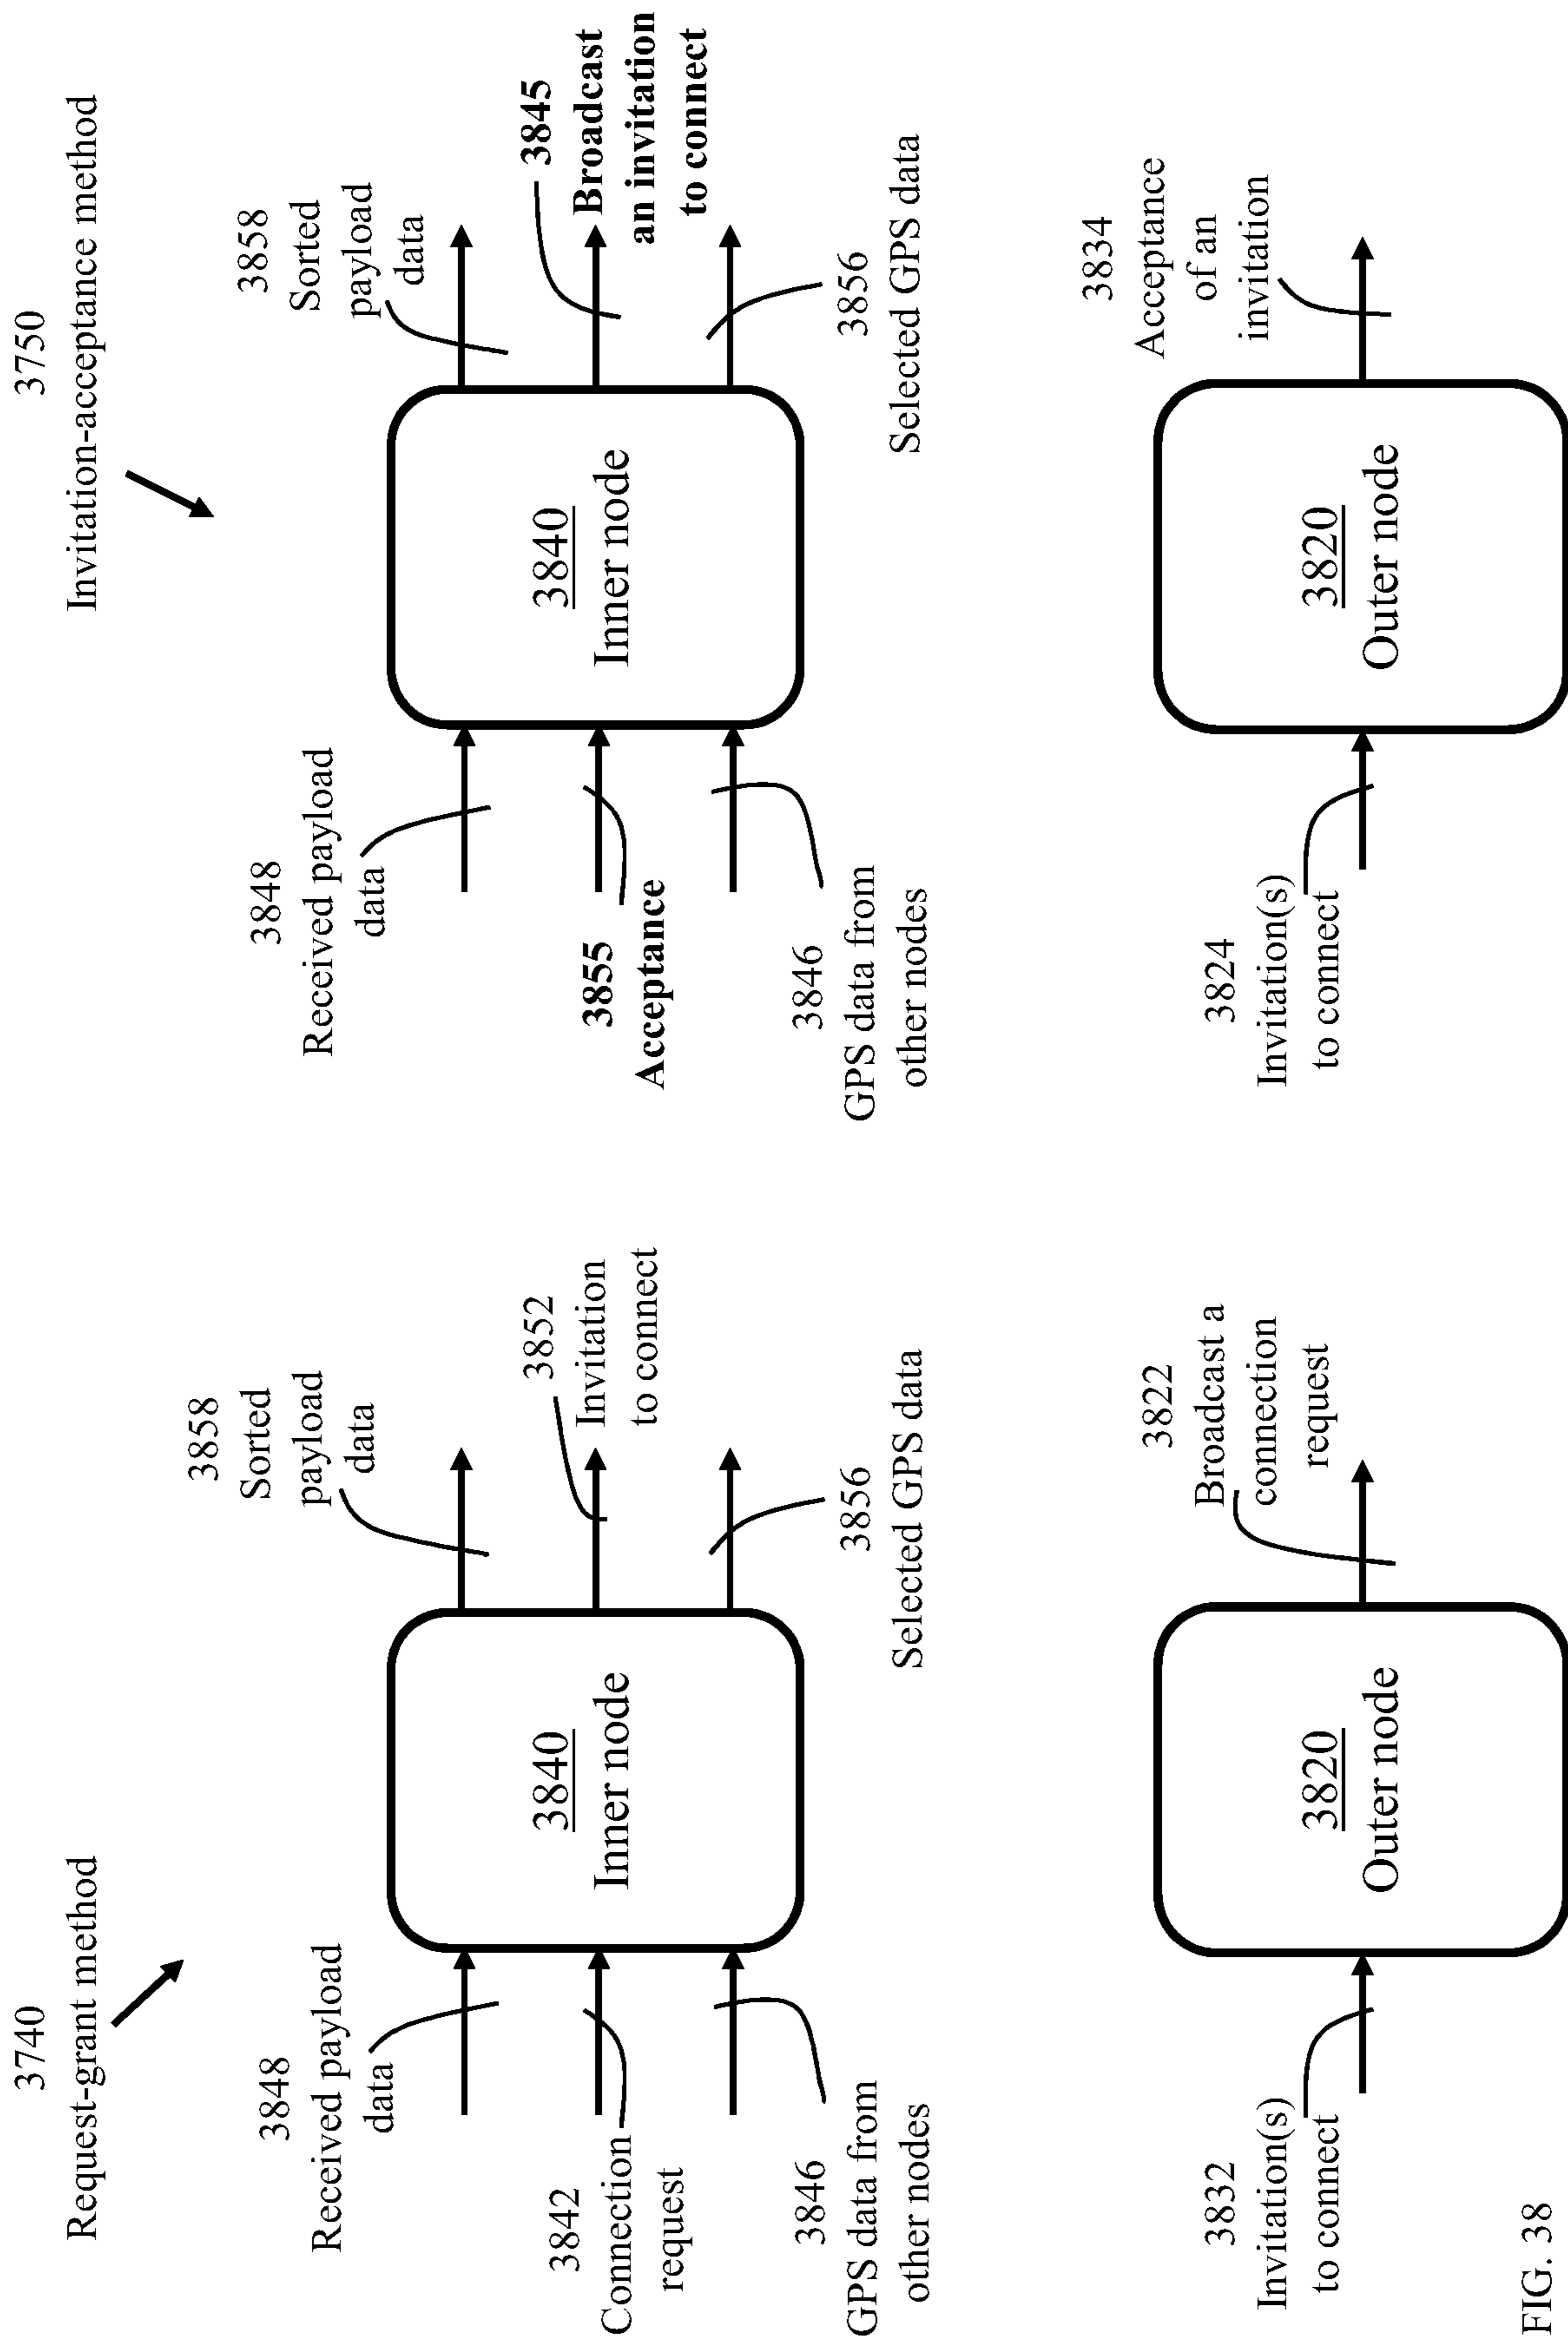 3740
Request-grant method
3848
Received payload
data
3842
Connection
request
3846
GPS data from
other nodes
3840
Inner node
3858
Sorted
payload
data
3852
Invitation
to connect
3856
Selected GPS data
3832
Invitation(s)
to connect
3820
Outer node
3822
Broadcast a
connection
request
3750
Invitation-acceptance method
3848
Received payload
data
3855
Acceptance
3846
GPS data from
other nodes
3840
Inner node
3858
Sorted
payload
data
3845
Broadcast
an invitation
to connect
3856
Selected GPS data
3824
Invitation(s)
to connect
3820
Outer node
3834
Acceptance
of an
invitation
FIG. 38